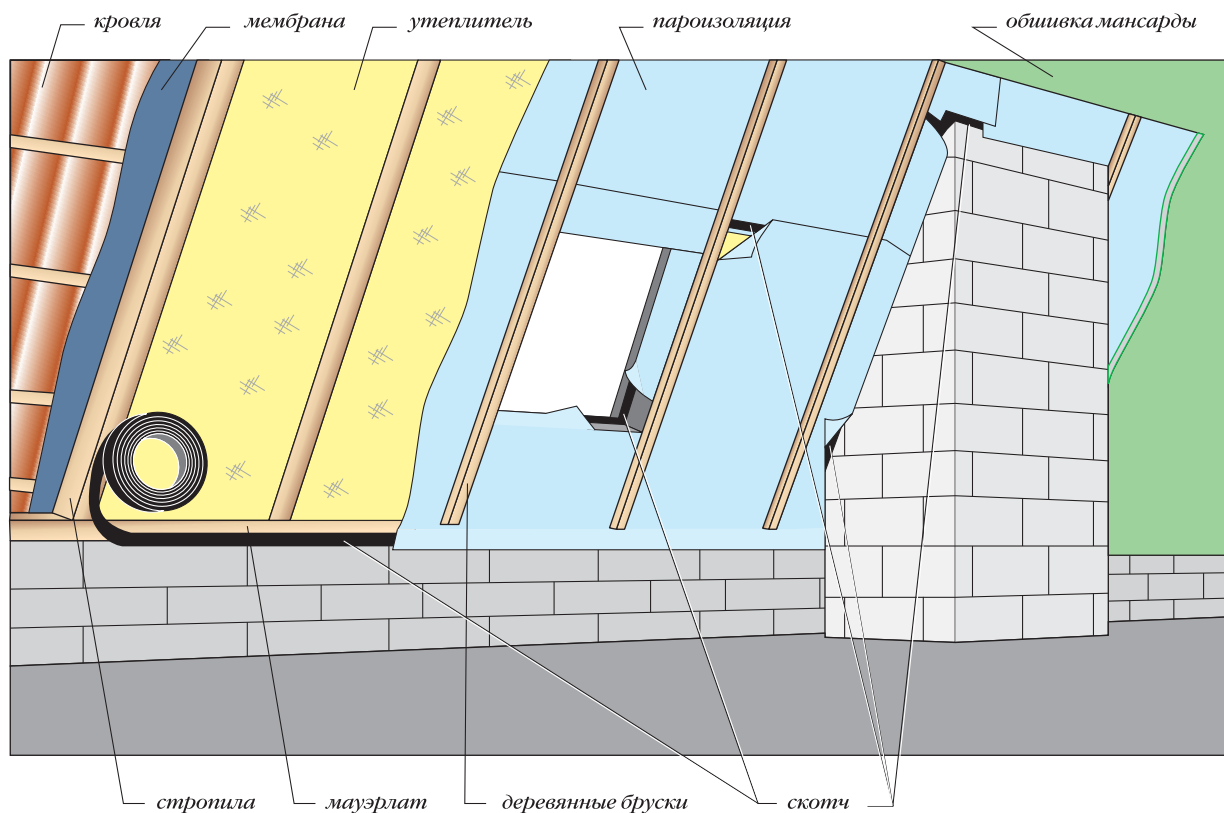 кровля мембрана утеплитель пароизоляция обшивка мансарды
стропила мауэрлат деревянные бруски скотч